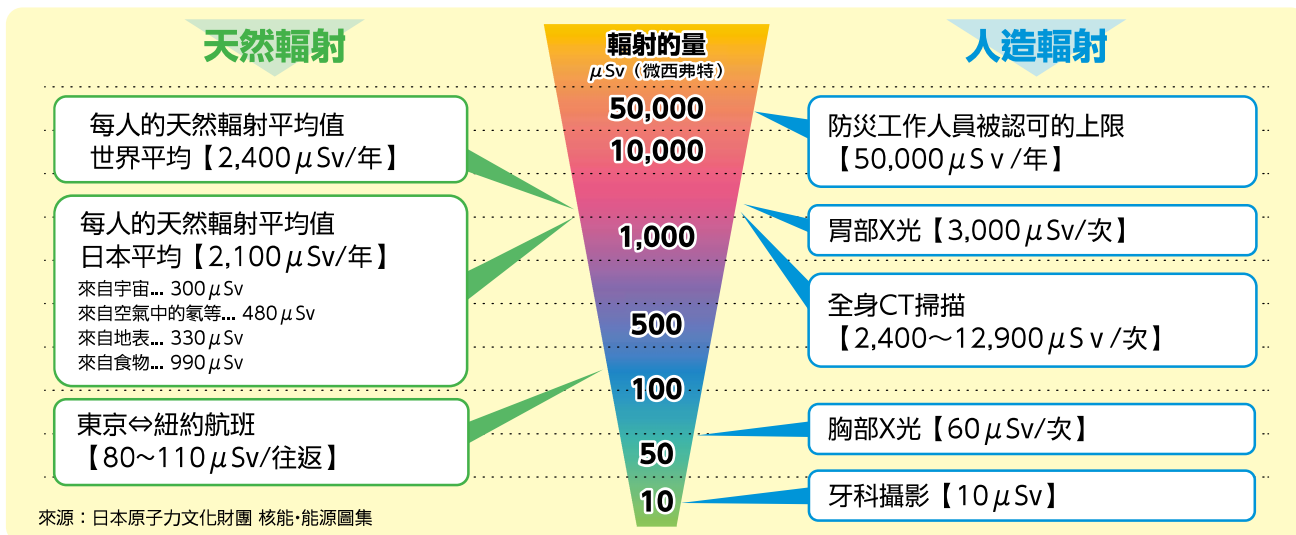 天然輻射
每人的天然輻射平均值
世界平均【2,400μSv/年】
每人的天然輻射平均值
日本平均【2,100μSv/年】
來自宇宙... 300μSv
來自空氣中的氡等... 480μSv
來自地表... 330μSv
來自食物... 990μSv
東京⇔紐約航班
【80~110μSv/往返】
輻射的量
μSv（微西弗特）
50,000
10,000
1,000
500
100
50
10
人造輻射
防災工作人員被認可的上限
【50,000μSv/年】
胃部X光【3,000μSv/次】
全身CT掃描
【2,400～12,900μSv/次】
胸部X光【60μSv/次】
牙科攝影【10μSv】
來源：日本原子力文化財團 核能･能源圖集